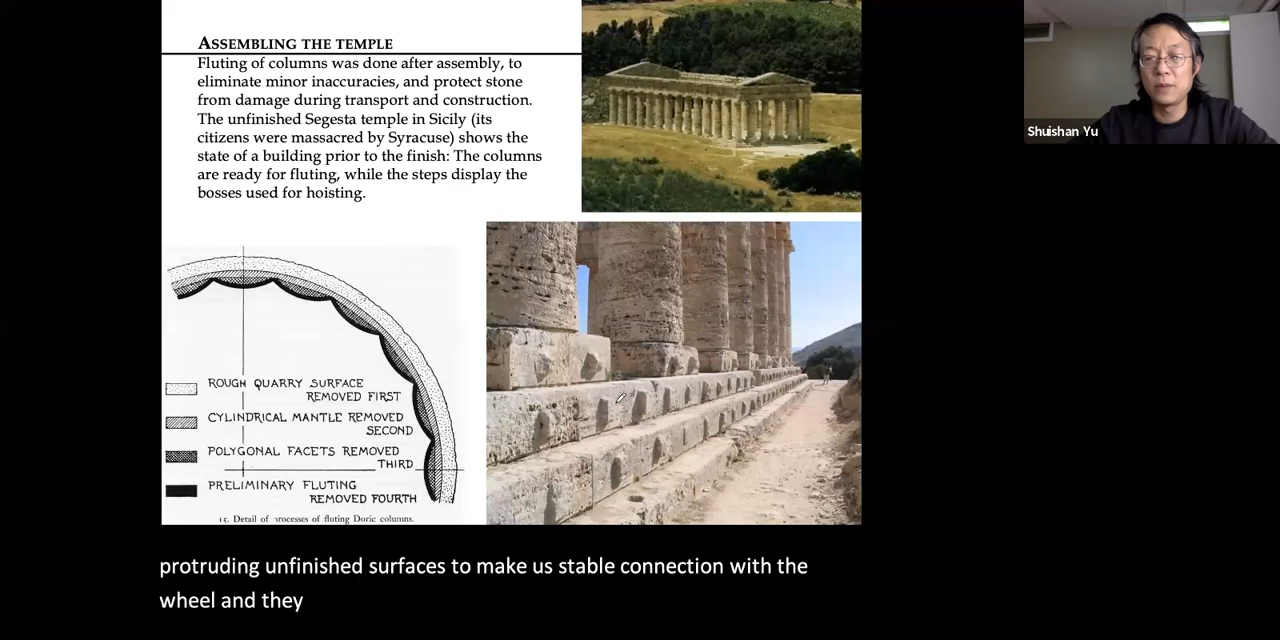 ASSEMBLING THE TEMPLE
Fluting of columns was done after assembly, to
eliminate minor inaccuracies, and protect stone
from damage during transport and construction.
The unfinished Segesta temple in Sicily (its
citizens were massacred by Syracuse) shows the
state of a building prior to the finish: The columns
are ready for fluting, while the steps display the
bosses used for hoisting.
ROUGH QUARRY SURFACE
REMOVED FIRST
CYLINDRICAL MANTLE REMOVED
SECOND
POLYGONAL FACETS REMOVED
THIRD
PRELIMINARY FLUTING
REMOVED FOURTH
15. Detail of rocesses of fluting Doric columns.
Shuishan Yu
protruding unfinished surfaces to make us stable connection with the
wheel and they